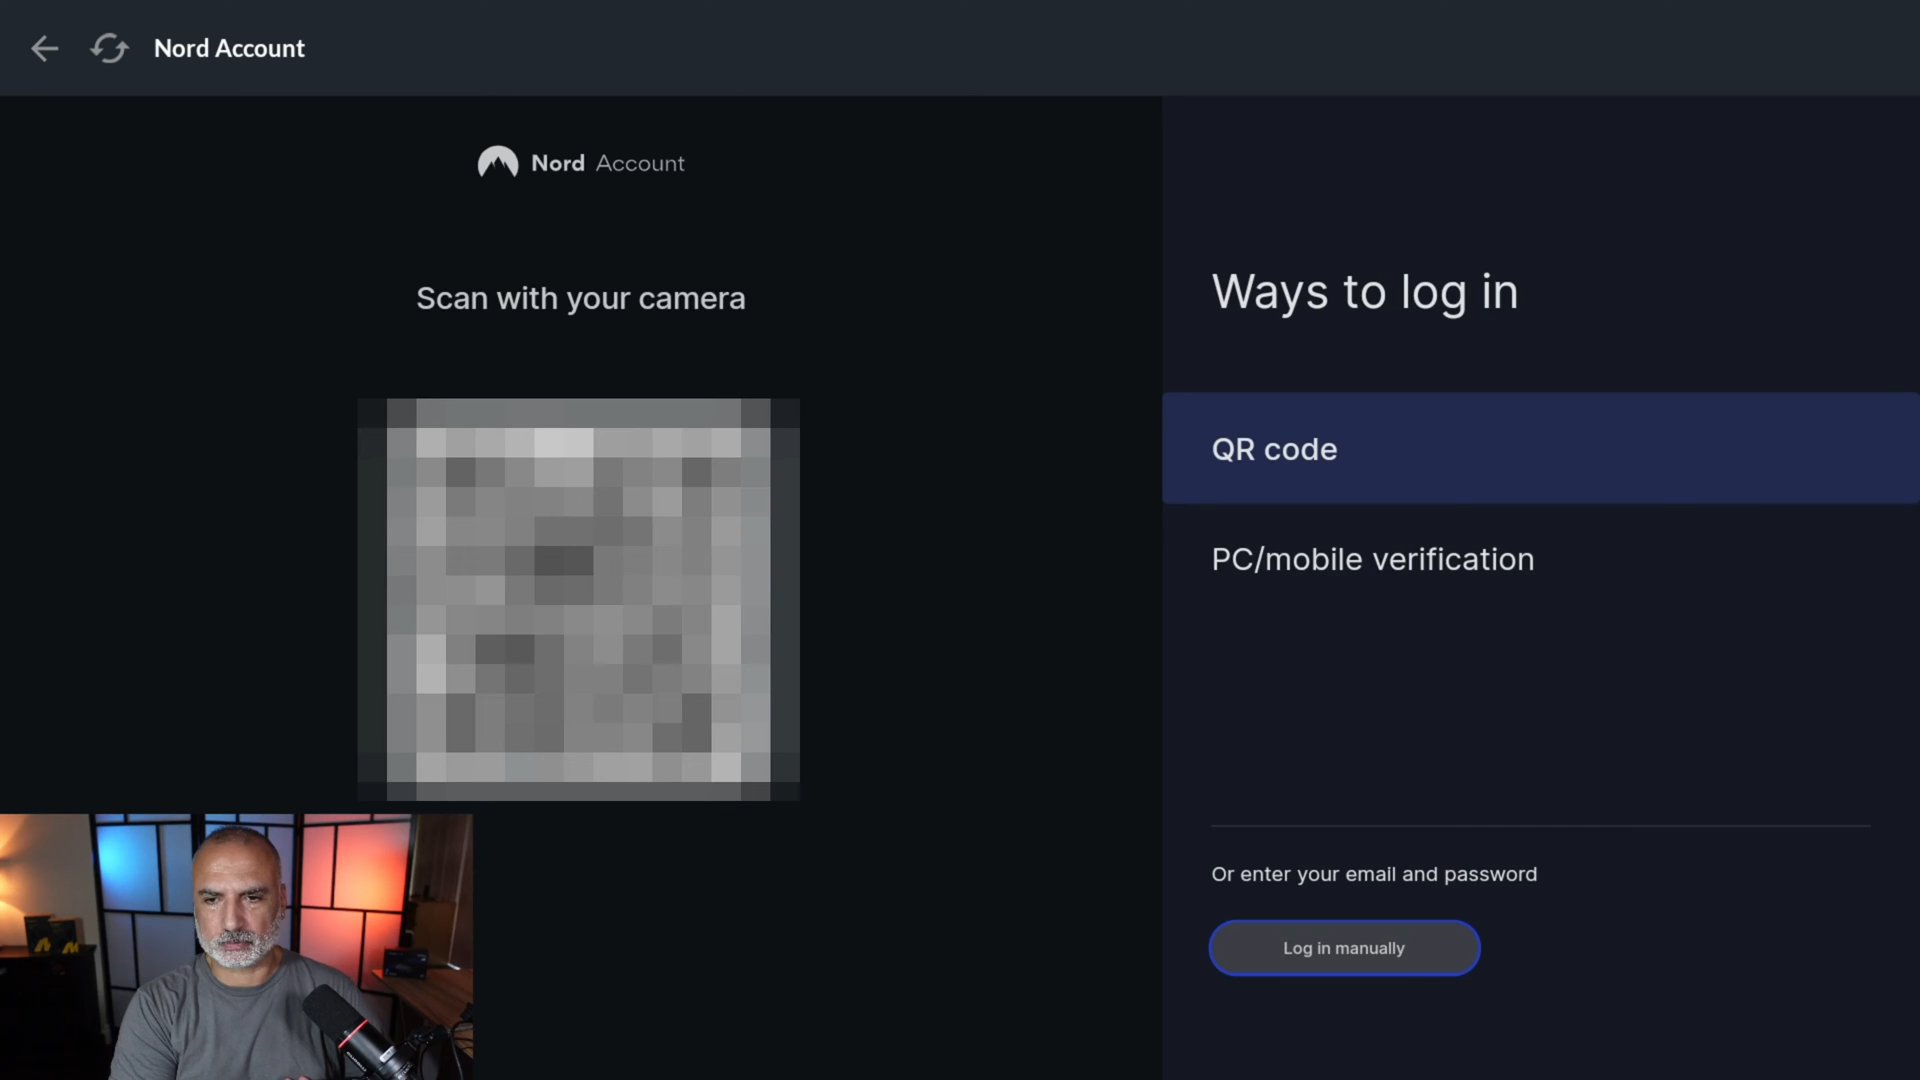 Nord Account
Nord Account
Scan with your camera
Ways to log in
QR code
PC/mobile verification
Or enter your email and password
Log in manually